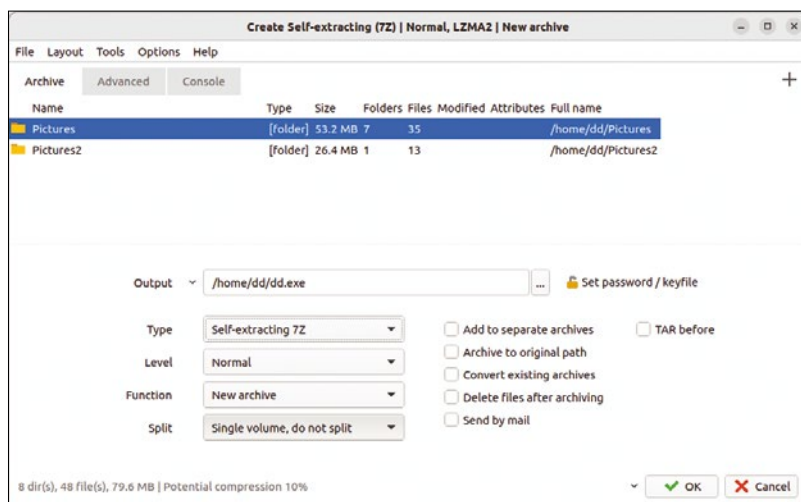 Create Self-extracting (7Z) | Normal, LZMA2 | New archive
File Layout Tools Options Help
Archive Advanced Console
Name Type Size Folders Files Modified Attributes Full name
Pictures [folder] 53.2 MB 7 35 /home/dd/Pictures
Pictures2 [folder] 26.4 MB 1 13 /home/dd/Pictures2
Output /home/dd/dd.exe ... Set password / keyfile
Type Self-extracting 7Z Add to separate archives TAR before
Archive to original path
Level Normal
Convert existing archives
Function New archive Delete files after archiving
Split Single volume, do not split Send by mail
8 dir(s), 48 file(s), 79.6 MB | Potential compression 10% OK Cancel